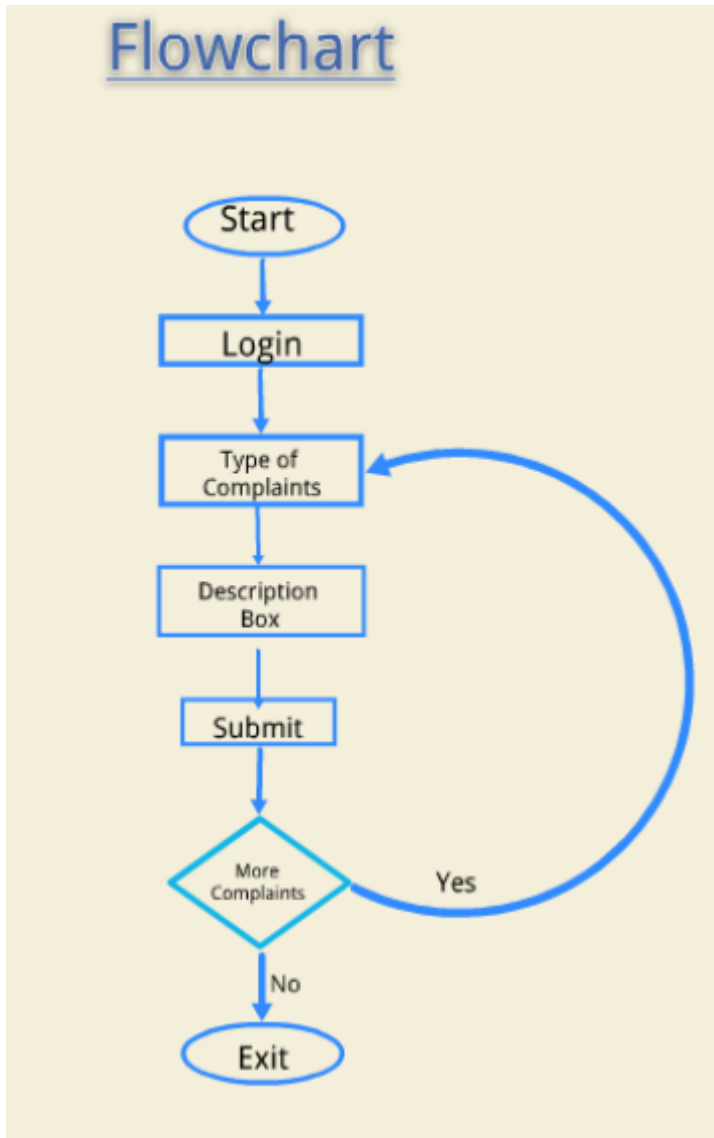 Flowchart
Start
Login
Type of
Complaints
Description
Box
Submit
More
Complaints
Yes
No
Exit